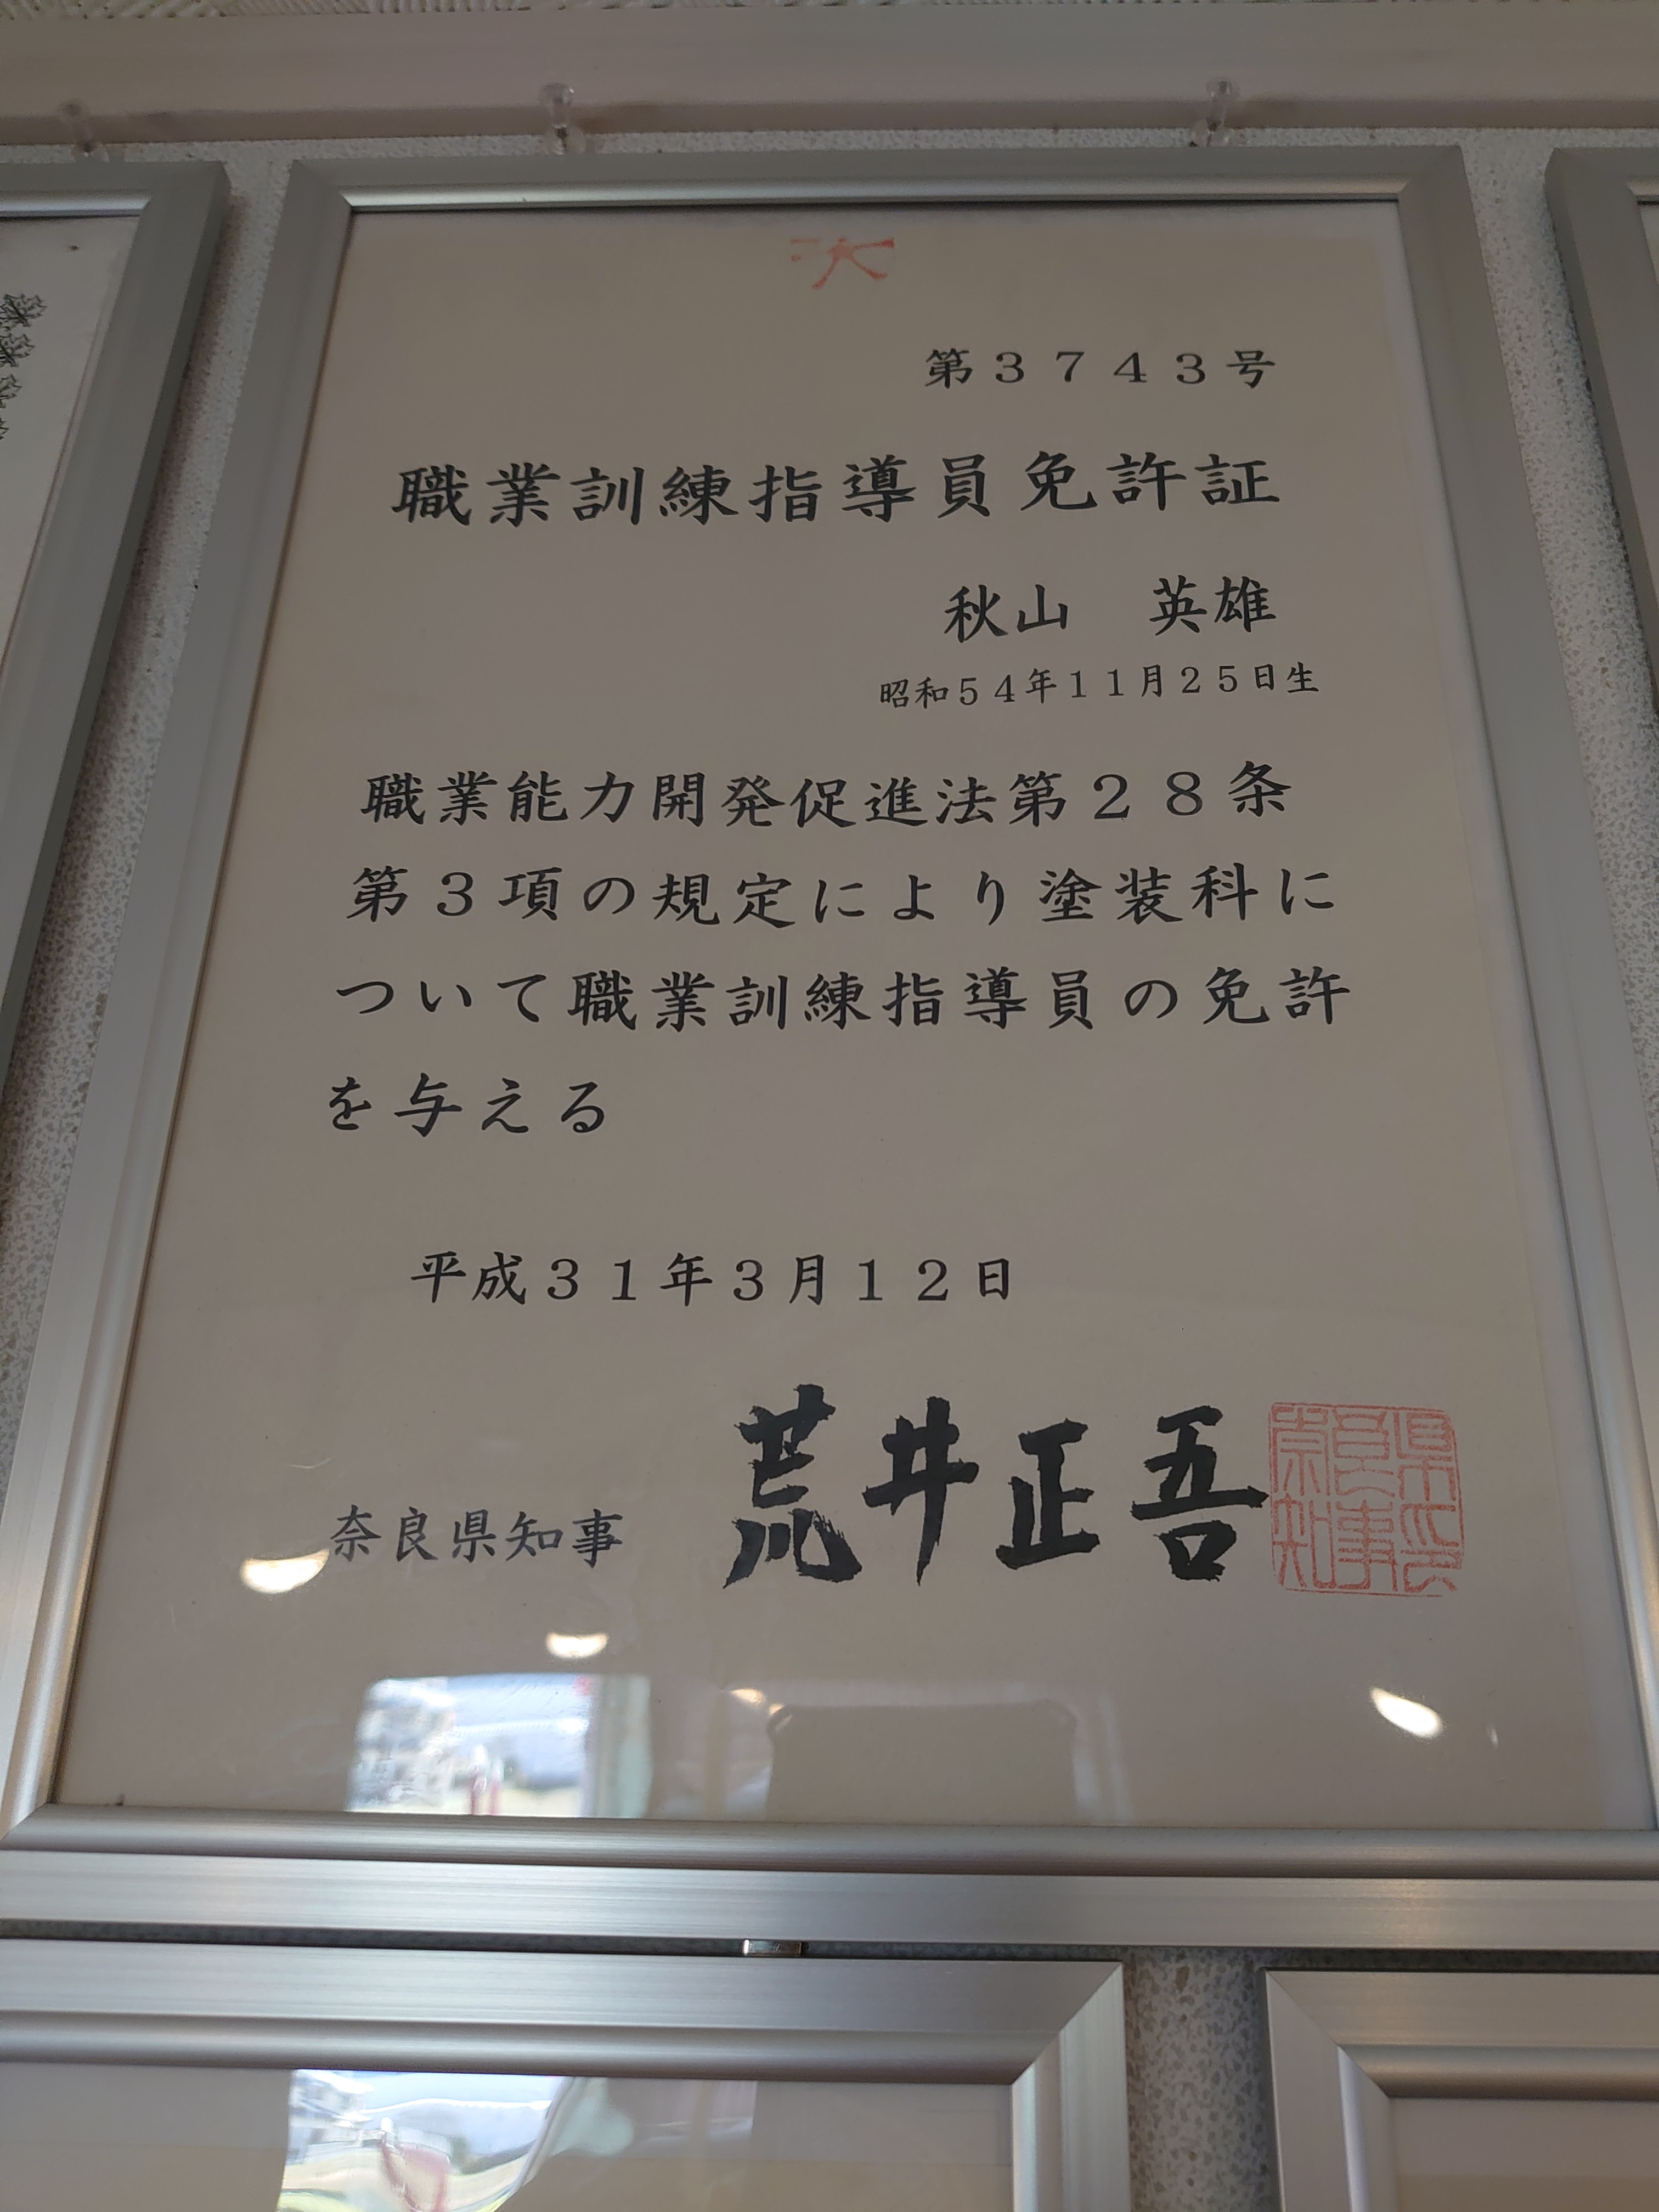 第3743号
職業訓練指導員免許証
秋山 英雄
昭和54年11月25日生
職業能力開発促進法第28条
第3項の規定により塗装科に
ついて職業訓練指導員の免許
を与える
平成31年3月12日
奈良県知事 荒井正吾